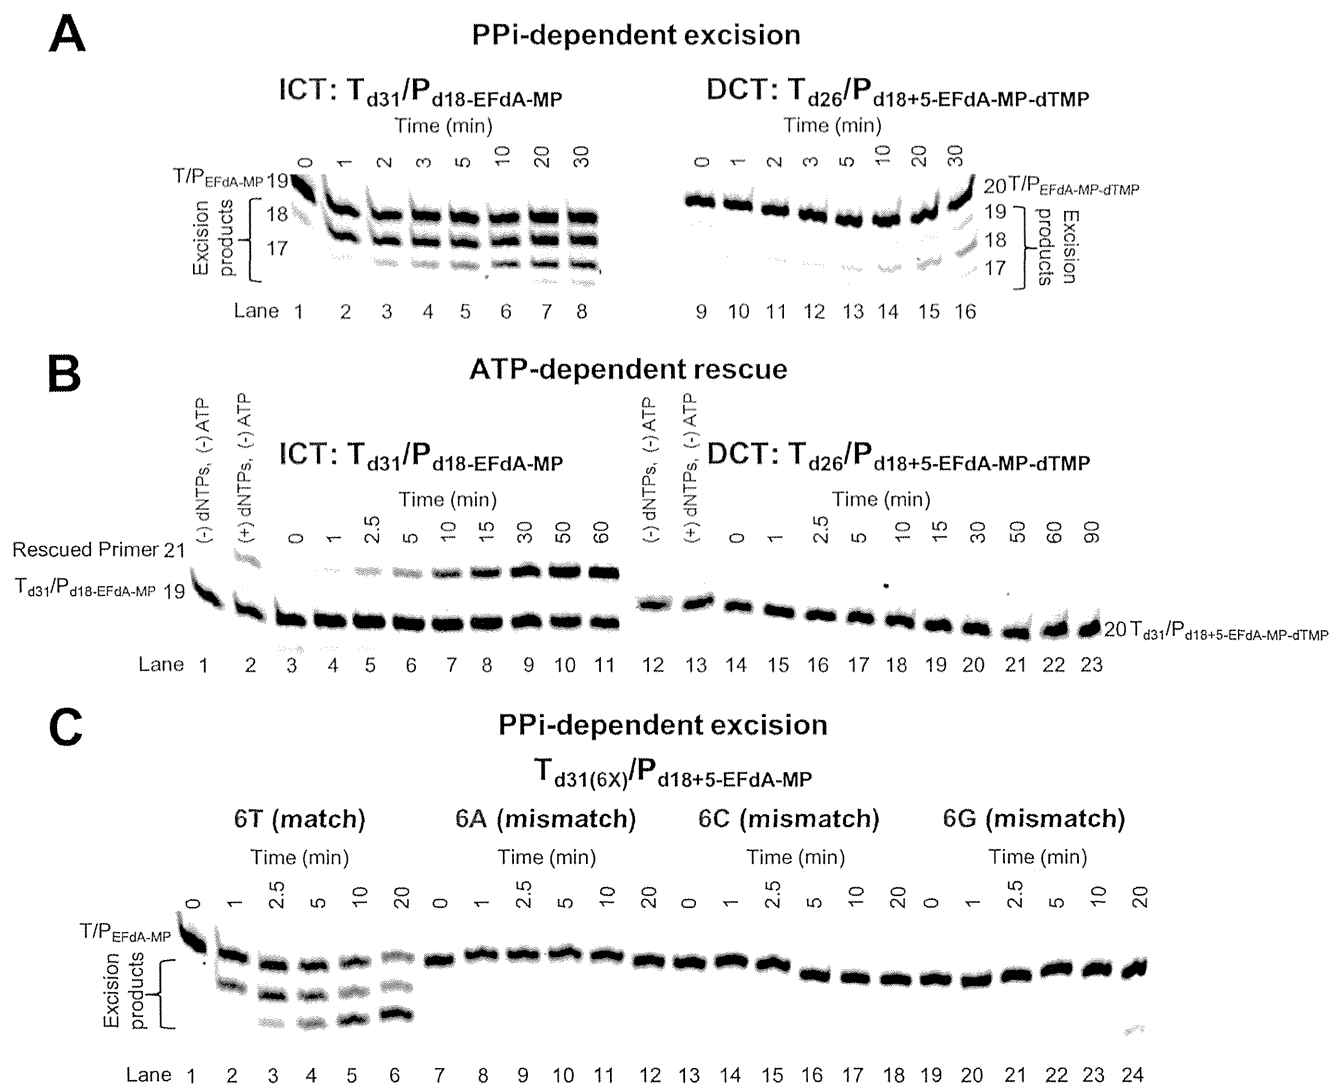 A
PPi-dependent excision
ICT: Td31/Pd18-EFdA-MP
DCT: Td26/Pd18+5-EFdA-MP-dTMP
Time (min)
Time (min)
0 1 2 3 5 10 20 30
0 1 2 3 5 10 20 30
T/PEFdA-MP 19
18
17
Excision products
20 T/PEFdA-MP-dTMP
19
18
17
Excision products
Lane 1 2 3 4 5 6 7 8
9 10 11 12 13 14 15 16
B
ATP-dependent rescue
(-) dNTPs, (-) ATP
(+) dNTPs, (-) ATP
ICT: Td31/Pd18-EFdA-MP
(-) dNTPs, (-) ATP
(+) dNTPs, (-) ATP
DCT: Td26/Pd18+5-EFdA-MP-dTMP
Time (min)
Time (min)
0 1 2.5 5 10 15 30 50 60
0 1 2.5 5 10 15 30 50 60 90
Rescued Primer 21
Td31/Pd18-EFdA-MP 19
20 Td31/Pd18+5-EFdA-MP-dTMP
Lane 1 2 3 4 5 6 7 8 9 10 11 12 13 14 15 16 17 18 19 20 21 22 23
C
PPi-dependent excision
Td31(6X)/Pd18+5-EFdA-MP
6T (match) 6A (mismatch) 6C (mismatch) 6G (mismatch)
Time (min) Time (min) Time (min) Time (min)
0 1 2.5 5 10 20 0 1 2.5 5 10 20 0 1 2.5 5 10 20 0 1 2.5 5 10 20
T/PEFdA-MP
Excision products
Lane 1 2 3 4 5 6 7 8 9 10 11 12 13 14 15 16 17 18 19 20 21 22 23 24